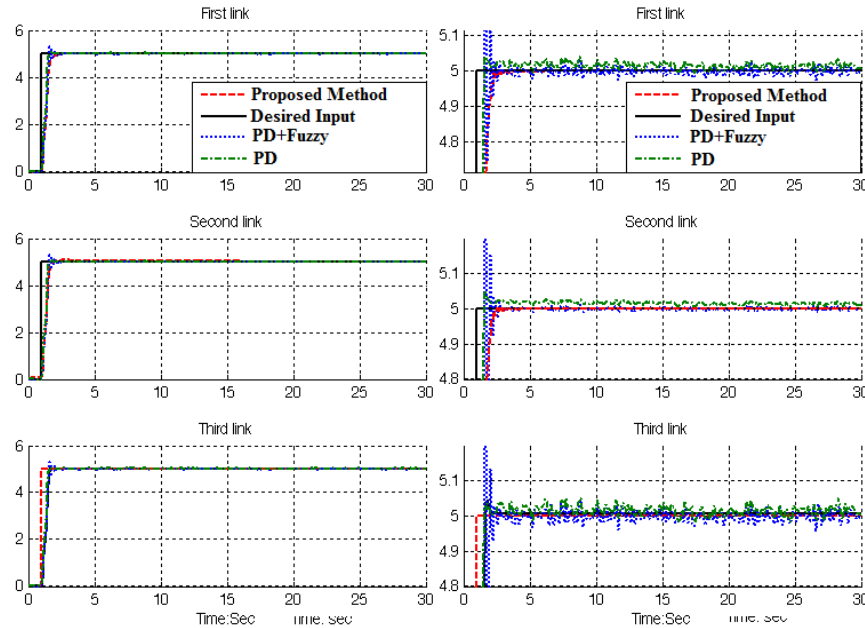 First link
6
4
2
0
0 5 10 15 20 25 30
Proposed Method
Desired Input
PD+Fuzzy
PD
First link
5.1
5
4.9
4.8
0 5 10 15 20 25 30
Proposed Method
Desired Input
PD+Fuzzy
PD
Second link
6
4
2
0
0 5 10 15 20 25 30
Second link
5.1
5
4.9
4.8
0 5 10 15 20 25 30
Third link
6
4
2
0
0 5 10 15 20 25 30
Time:Sec Time: sec
Third link
5.1
5
4.9
4.8
0 5 10 15 20 25 30
Time:Sec Time: sec